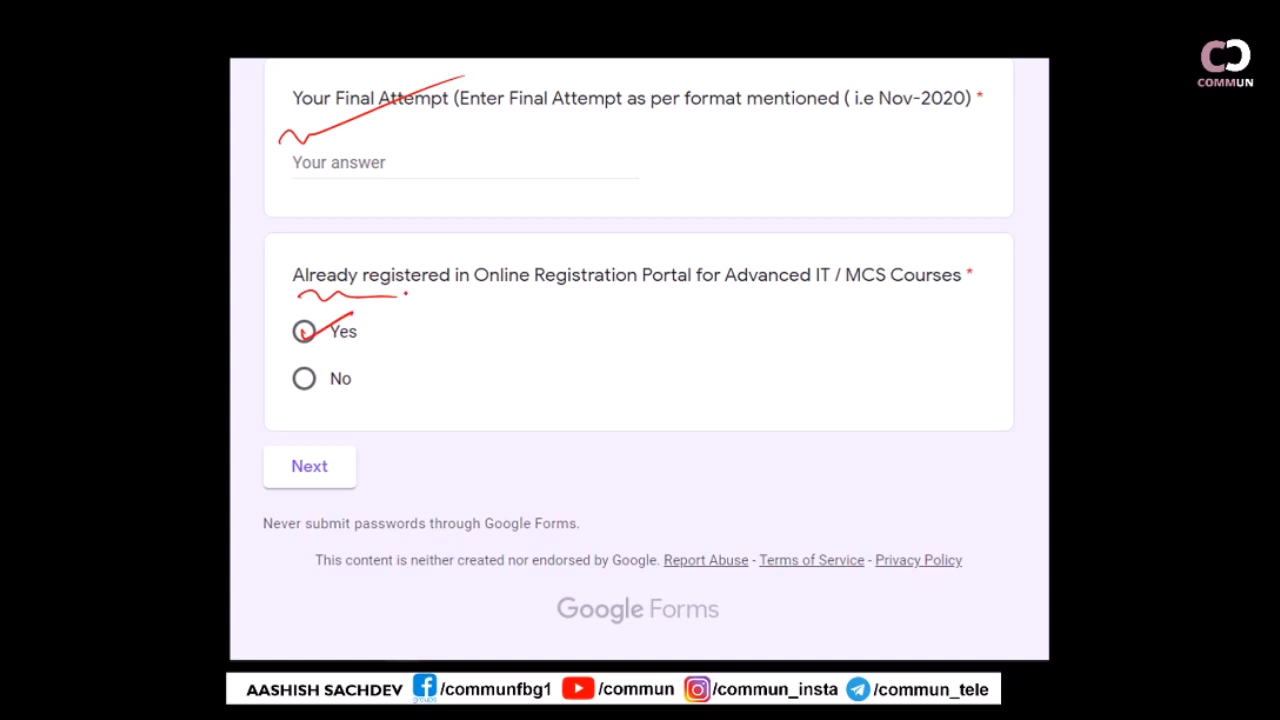 COMMUN
Your Final Attempt (Enter Final Attempt as per format mentioned ( i.e Nov-2020) *
Your answer
Already registered in Online Registration Portal for Advanced IT / MCS Courses *
Yes
No
Next
Never submit passwords through Google Forms.
This content is neither created nor endorsed by Google. Report Abuse - Terms of Service - Privacy Policy
Google Forms
AASHISH SACHDEV /communfbg1 /commun /commun_insta /commun_tele
groups